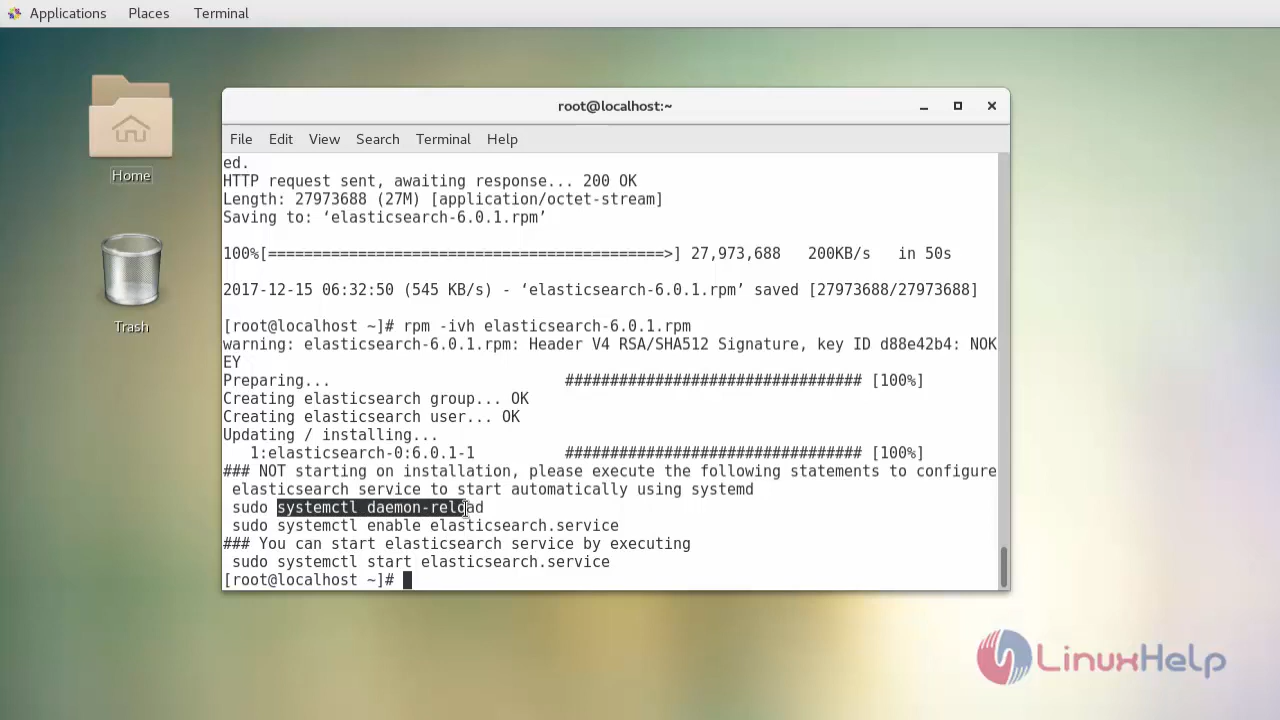 Applications Places Terminal
Home
Trash
root@localhost:~
File Edit View Search Terminal Help
ed.
HTTP request sent, awaiting response... 200 OK
Length: 27973688 (27M) [application/octet-stream]
Saving to: ‘elasticsearch-6.0.1.rpm’
100%[============================================>] 27,973,688   200KB/s   in 50s
2017-12-15 06:32:50 (545 KB/s) - ‘elasticsearch-6.0.1.rpm’ saved [27973688/27973688]
[root@localhost ~]# rpm -ivh elasticsearch-6.0.1.rpm
warning: elasticsearch-6.0.1.rpm: Header V4 RSA/SHA512 Signature, key ID d88e42b4: NOK
EY
Preparing...                          ################################# [100%]
Creating elasticsearch group... OK
Creating elasticsearch user... OK
Updating / installing...
   1:elasticsearch-0:6.0.1-1          ################################# [100%]
### NOT starting on installation, please execute the following statements to configure
 elasticsearch service to start automatically using systemd
 sudo systemctl daemon-reload
 sudo systemctl enable elasticsearch.service
### You can start elasticsearch service by executing
 sudo systemctl start elasticsearch.service
[root@localhost ~]#
LinuxHelp